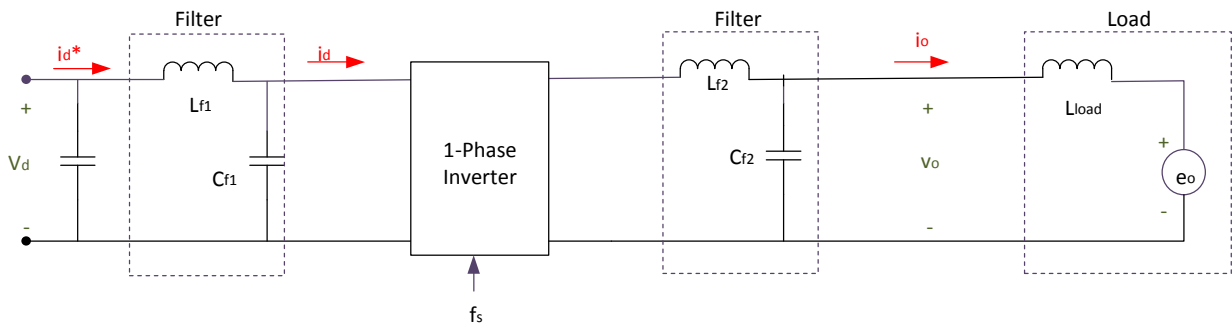 Filter
Filter
Load
id*
id
io
Lf1
Lf2
Lload
+
Vd
-
Cf1
1-Phase
Inverter
Cf2
+
vo
-
+
eo
-
fs